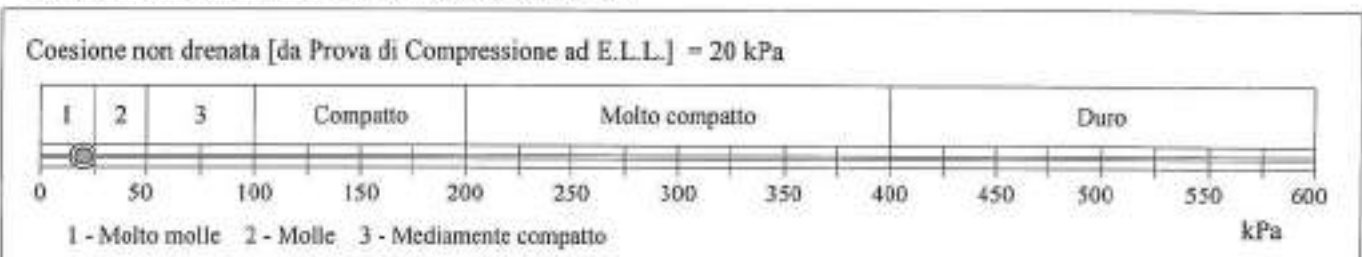 Coesione non drenata [da Prova di Compressione ad E.L.L.] = 20 kPa
1 2 3 Compatto Molto compatto Duro
0 50 100 150 200 250 300 350 400 450 500 550 600
kPa
1 - Molto molle 2 - Molle 3 - Mediamente compatto